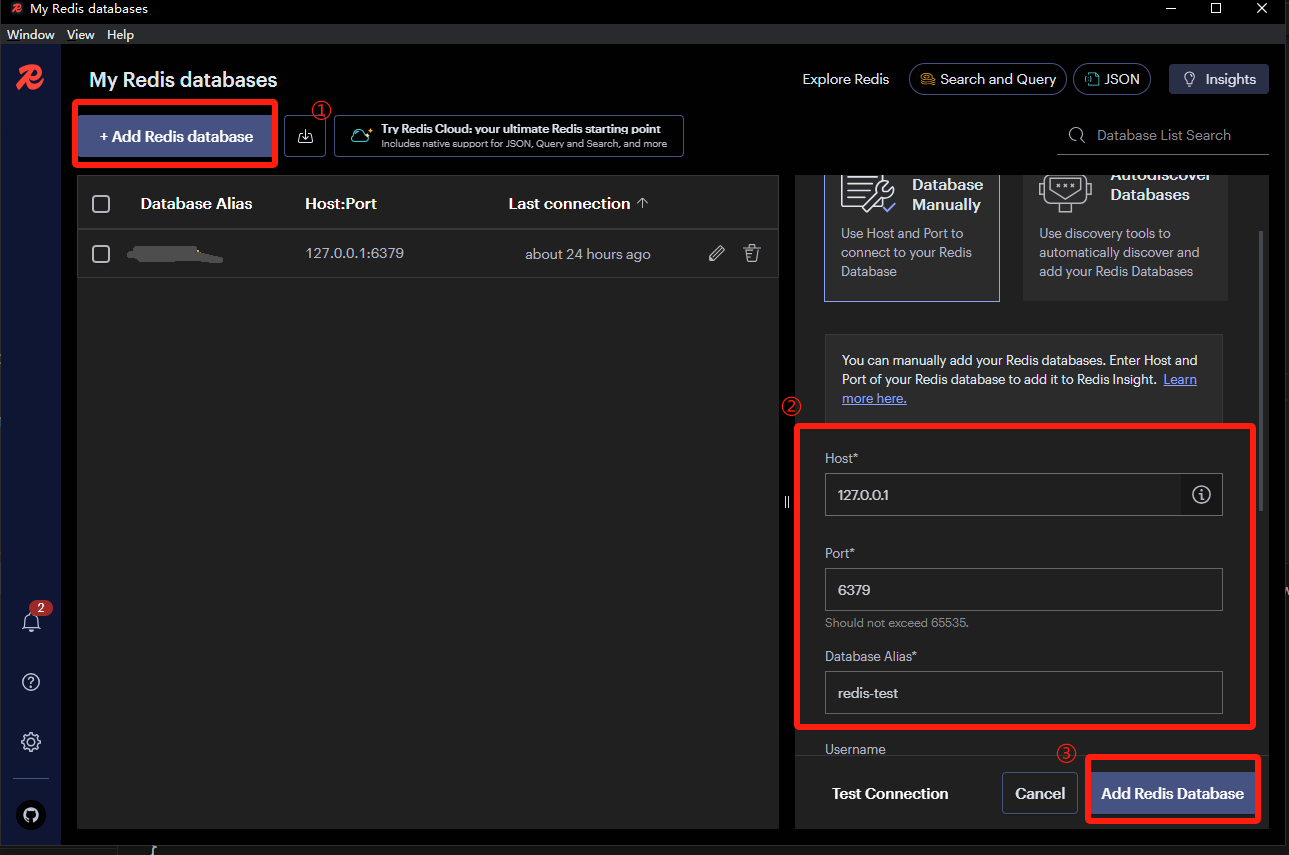 My Redis databases
Window View Help
My Redis databases
Explore Redis
Search and Query
JSON
Insights
①
+ Add Redis database
Try Redis Cloud: your ultimate Redis starting point
Includes native support for JSON, Query and Search, and more
Database List Search
Database Alias Host:Port Last connection
127.0.0.1:6379 about 24 hours ago
Database
Manually
Use Host and Port to
connect to your Redis
Database
Autodiscover
Databases
Use discovery tools to
automatically discover and
add your Redis Databases
You can manually add your Redis databases. Enter Host and
Port of your Redis database to add it to Redis Insight. Learn
more here.
②
Host*
127.0.0.1
Port*
6379
Should not exceed 65535.
Database Alias*
redis-test
Username
③
Test Connection
Cancel
Add Redis Database
2